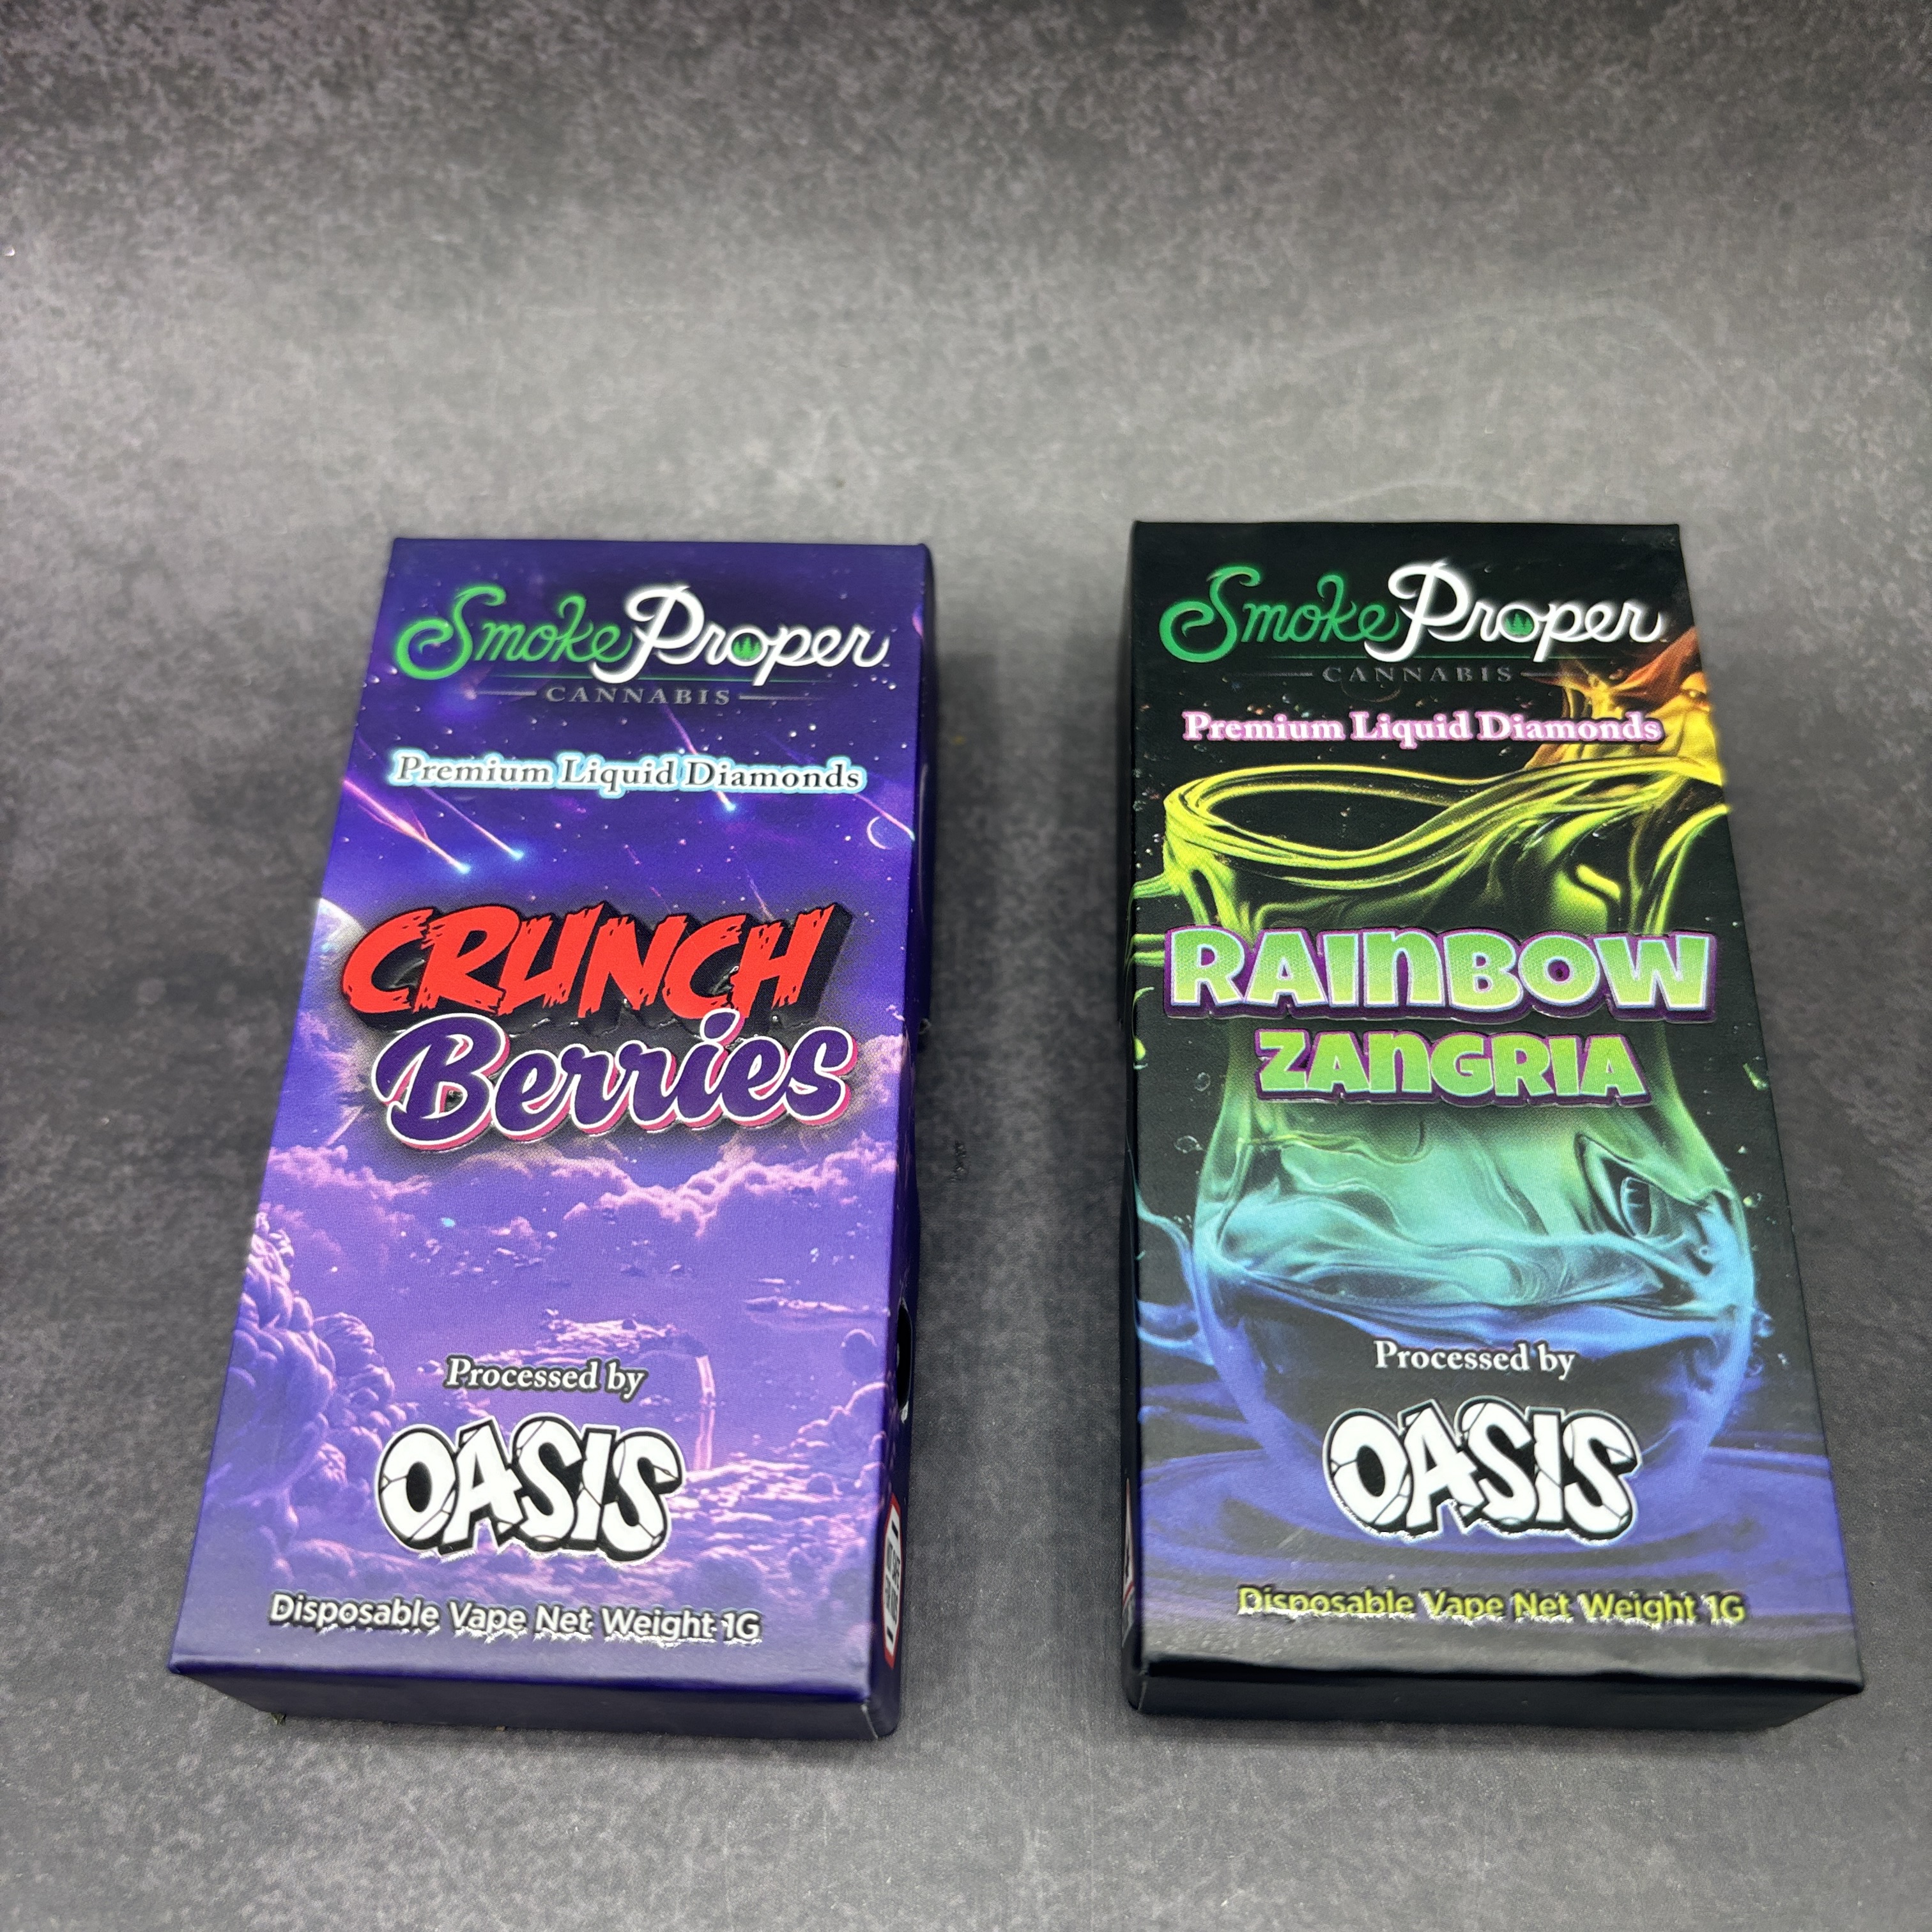 SmokeProper
CANNABIS
Premium Liquid Diamonds
CRUNCH
Berries
Processed by
OASIS
Disposable Vape Net Weight 1G
SmokeProper
CANNABIS
Premium Liquid Diamonds
RAINBOW
ZANGRIA
Processed by
OASIS
Disposable Vape Net Weight 1G